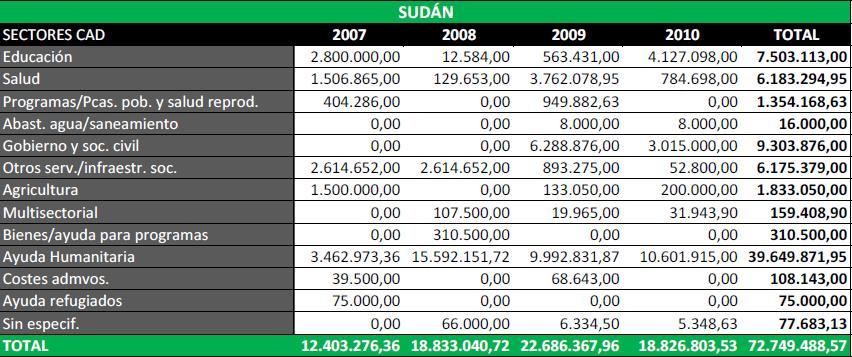 SUDÁN
SECTORES CAD 2007 2008 2009 2010 TOTAL
Educación 2.800.000,00 12.584,00 563.431,00 4.127.098,00 7.503.113,00
Salud 1.506.865,00 129.653,00 3.762.078,95 784.698,00 6.183.294,95
Programas/Pcas. pob. y salud reprod. 404.286,00 0,00 949.882,63 0,00 1.354.168,63
Abast. agua/saneamiento 0,00 0,00 8.000,00 8.000,00 16.000,00
Gobierno y soc. civil 0,00 0,00 6.288.876,00 3.015.000,00 9.303.876,00
Otros serv./infraestr. soc. 2.614.652,00 2.614.652,00 893.275,00 52.800,00 6.175.379,00
Agricultura 1.500.000,00 0,00 133.050,00 200.000,00 1.833.050,00
Multisectorial 0,00 107.500,00 19.965,00 31.943,90 159.408,90
Bienes/ayuda para programas 0,00 310.500,00 0,00 0,00 310.500,00
Ayuda Humanitaria 3.462.973,36 15.592.151,72 9.992.831,87 10.601.915,00 39.649.871,95
Costes admvos. 39.500,00 0,00 68.643,00 0,00 108.143,00
Ayuda refugiados 75.000,00 0,00 0,00 0,00 75.000,00
Sin especif. 0,00 66.000,00 6.334,50 5.348,63 77.683,13
TOTAL 12.403.276,36 18.833.040,72 22.686.367,96 18.826.803,53 72.749.488,57